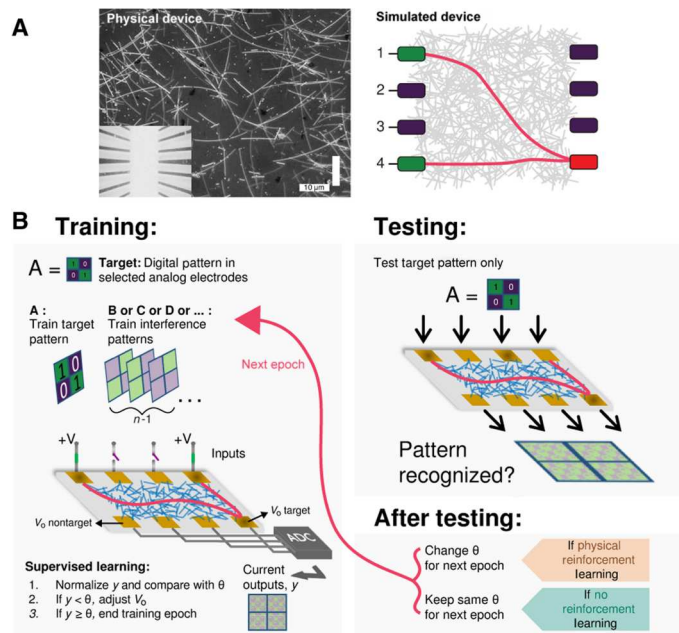 A
Physical device
10 µm
Simulated device
1
2
3
4
B
Training:
A =
1 0
0 1
Target: Digital pattern in
selected analog electrodes
A :
Train target
pattern
1 0
0 1
B or C or D or ... :
Train interference
patterns
n-1
...
Next epoch
+V
+V
Inputs
Vo nontarget
Vo target
ADC
Supervised learning:
1. Normalize y and compare with θ
2. If y < θ, adjust Vo
3. If y ≥ θ, end training epoch
Current
outputs, y
Testing:
Test target pattern only
A =
1 0
0 1
Pattern
recognized?
After testing:
Change θ
for next epoch
If physical
reinforcement
learning
Keep same θ
for next epoch
If no
reinforcement
learning